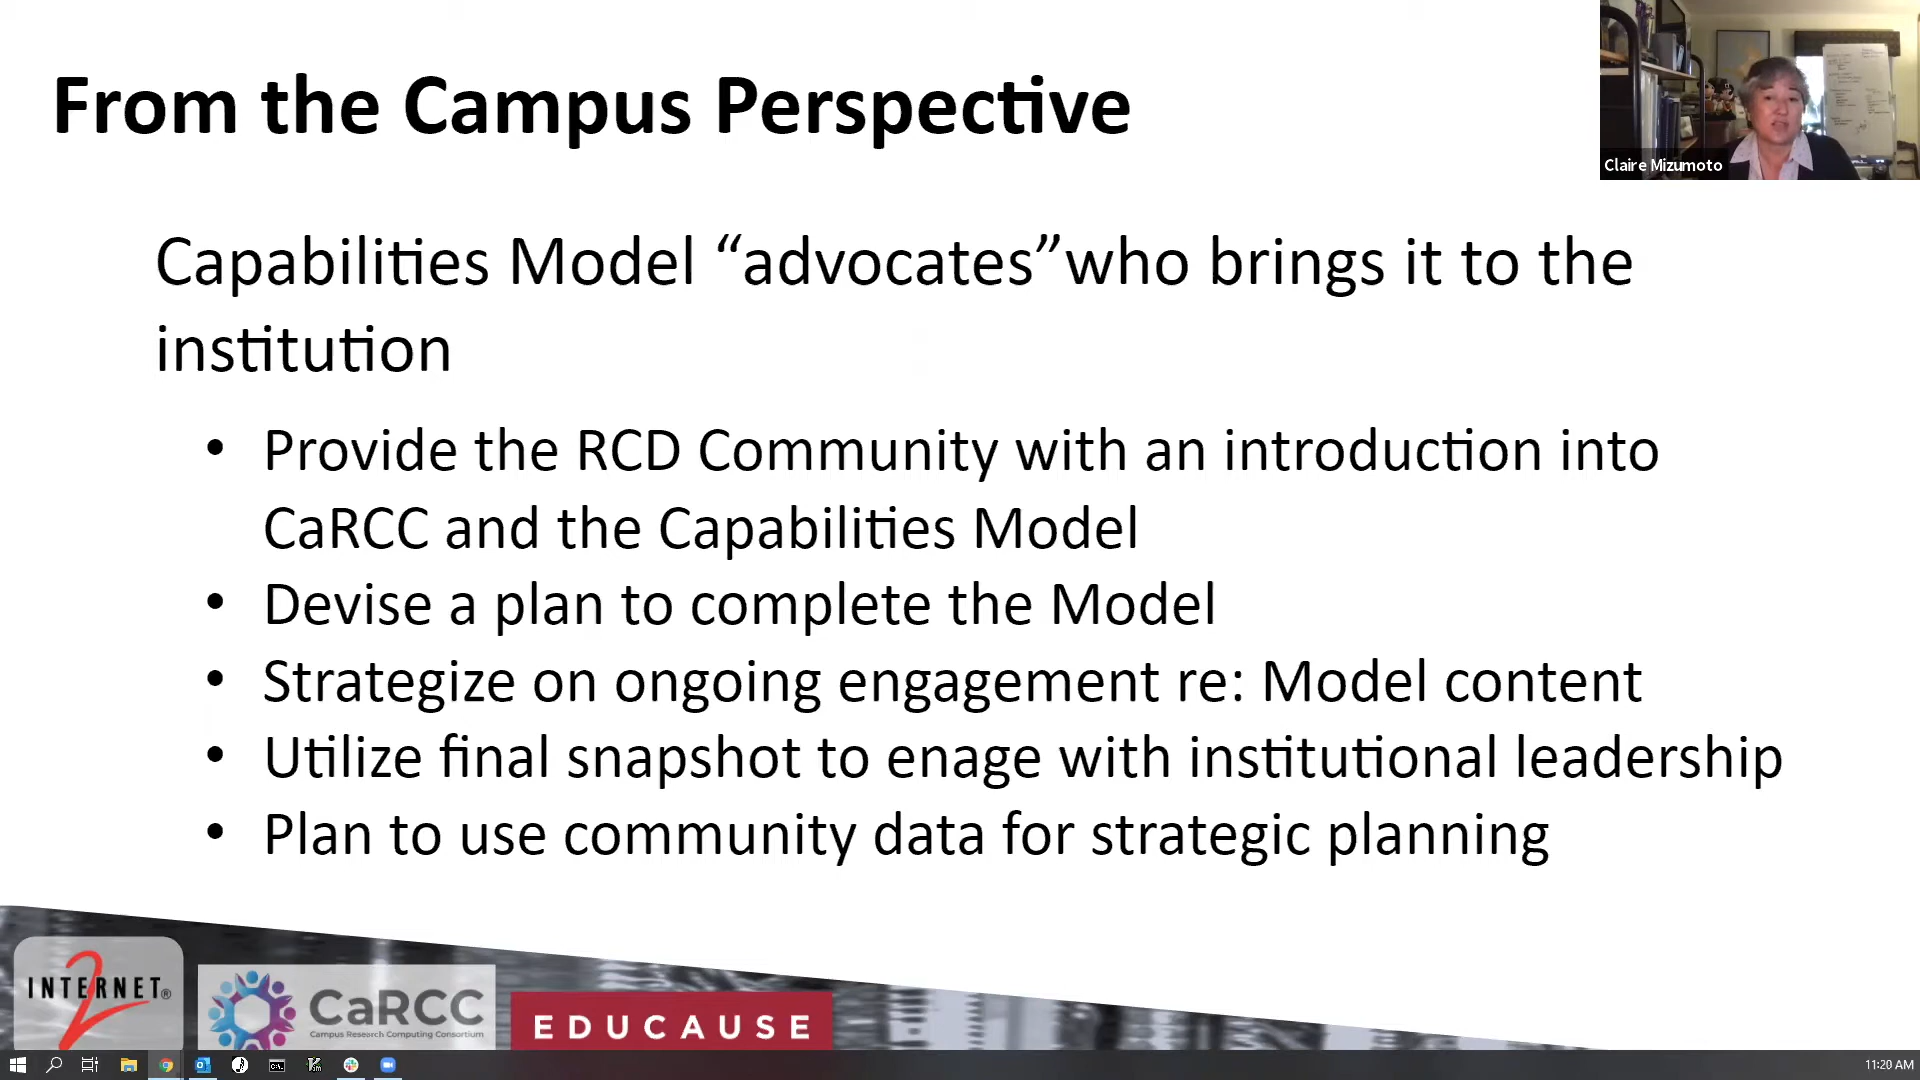 From the Campus Perspective
Claire Mizumoto
Capabilities Model “advocates”who brings it to the
institution
• Provide the RCD Community with an introduction into
CaRCC and the Capabilities Model
• Devise a plan to complete the Model
• Strategize on ongoing engagement re: Model content
• Utilize final snapshot to enage with institutional leadership
• Plan to use community data for strategic planning
INTERNET®
2
CaRCC
Campus Research Computing Consortium
EDUCAUSE
11:20 AM